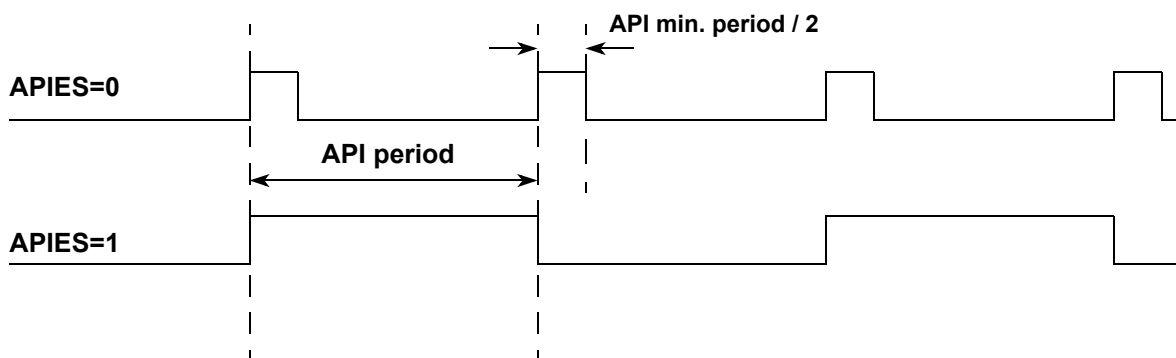 API min. period / 2
APIES=0
API period
APIES=1